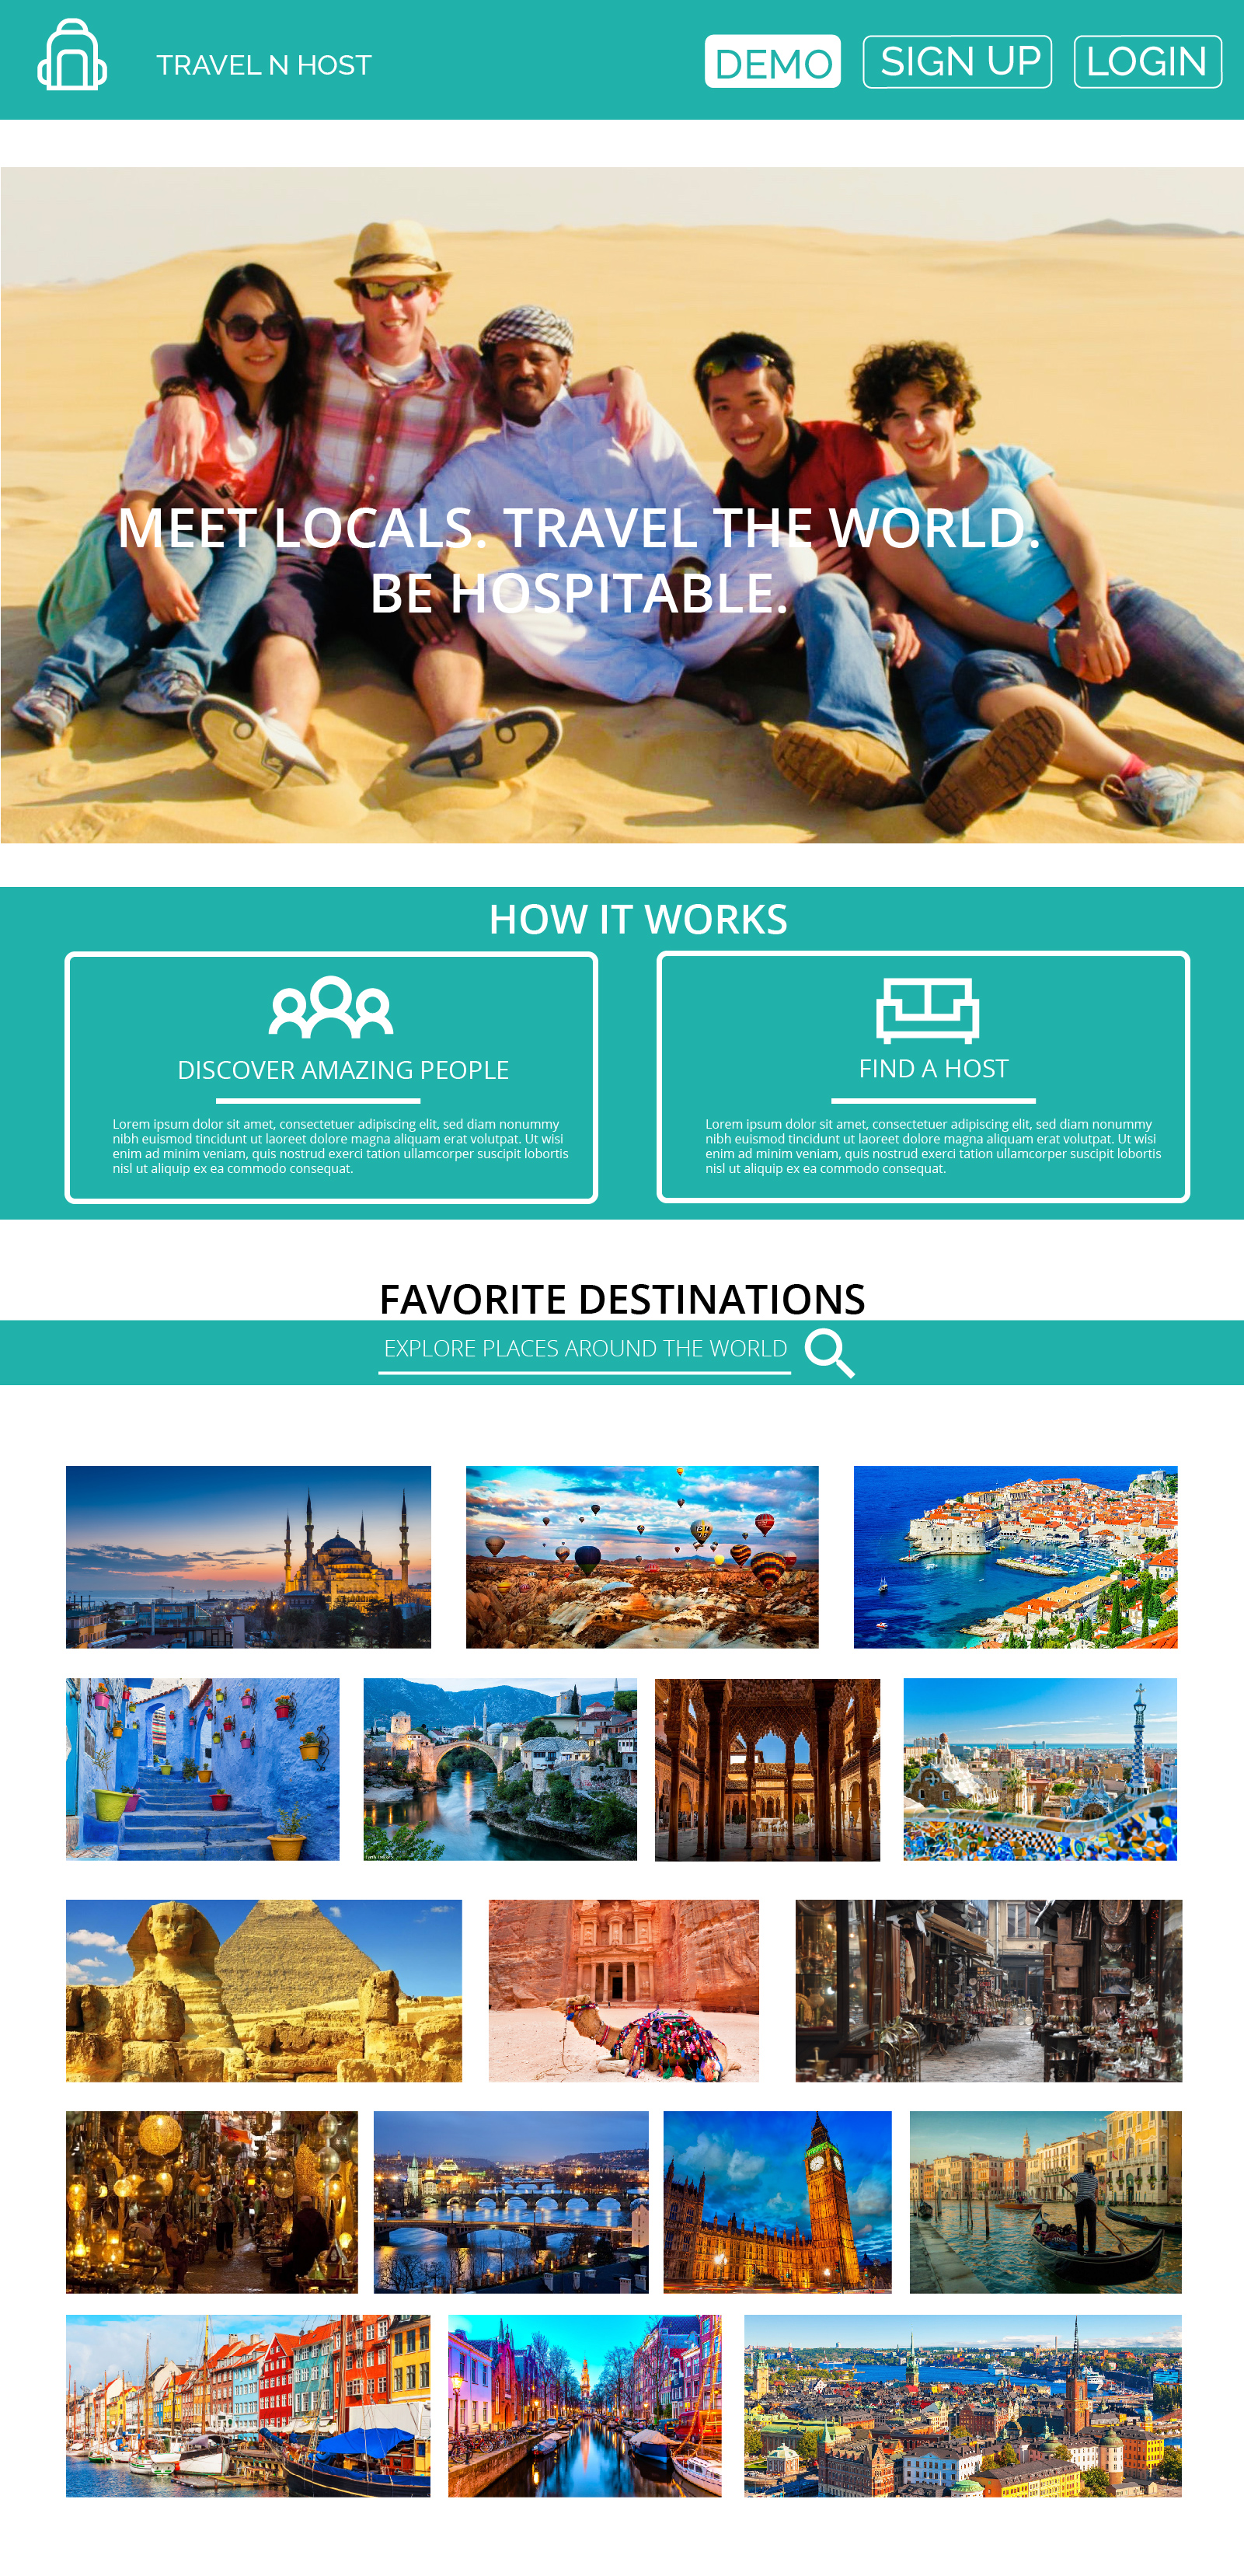 TRAVEL N HOST
DEMO
SIGN UP
LOGIN
MEET LOCALS. TRAVEL THE WORLD.
BE HOSPITABLE.
HOW IT WORKS
DISCOVER AMAZING PEOPLE
Lorem ipsum dolor sit amet, consectetuer adipiscing elit, sed diam nonummy
nibh euismod tincidunt ut laoreet dolore magna aliquam erat volutpat. Ut wisi
enim ad minim veniam, quis nostrud exerci tation ullamcorper suscipit lobortis
nisl ut aliquip ex ea commodo consequat.
FIND A HOST
Lorem ipsum dolor sit amet, consectetuer adipiscing elit, sed diam nonummy
nibh euismod tincidunt ut laoreet dolore magna aliquam erat volutpat. Ut wisi
enim ad minim veniam, quis nostrud exerci tation ullamcorper suscipit lobortis
nisl ut aliquip ex ea commodo consequat.
FAVORITE DESTINATIONS
EXPLORE PLACES AROUND THE WORLD